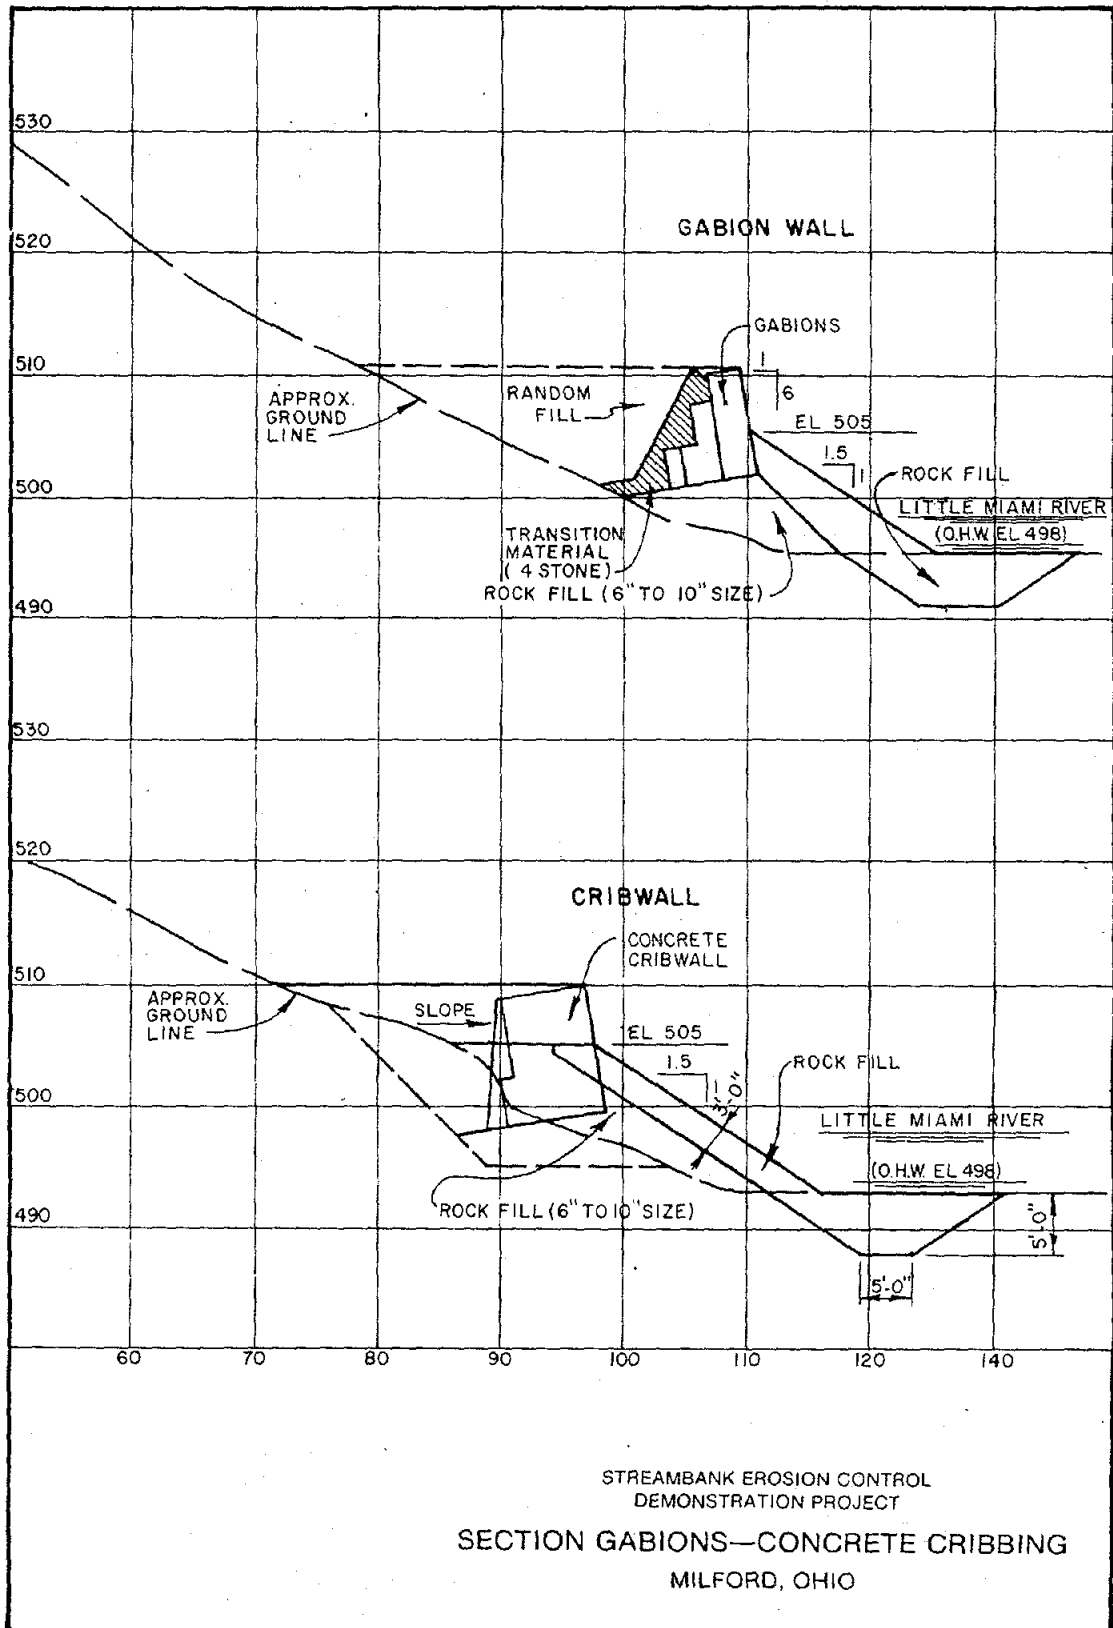 530
GABION WALL
520
GABIONS
1
6
510
APPROX.
GROUND
LINE
RANDOM
FILL
EL 505
1.5
1
ROCK FILL
500
LITTLE MIAMI RIVER
(O.H.W. EL 498)
TRANSITION
MATERIAL
( 4 STONE)
ROCK FILL (6" TO 10" SIZE)
490
530
520
CRIBWALL
CONCRETE
CRIBWALL
510
APPROX.
GROUND
LINE
SLOPE
EL 505
1.5
1
3'-0"
ROCK FILL
500
LITTLE MIAMI RIVER
(O.H.W. EL 498)
ROCK FILL (6" TO 10" SIZE)
490
5'-0"
5'-0"
60 70 80 90 100 110 120 140
STREAMBANK EROSION CONTROL
DEMONSTRATION PROJECT
SECTION GABIONS—CONCRETE CRIBBING
MILFORD, OHIO